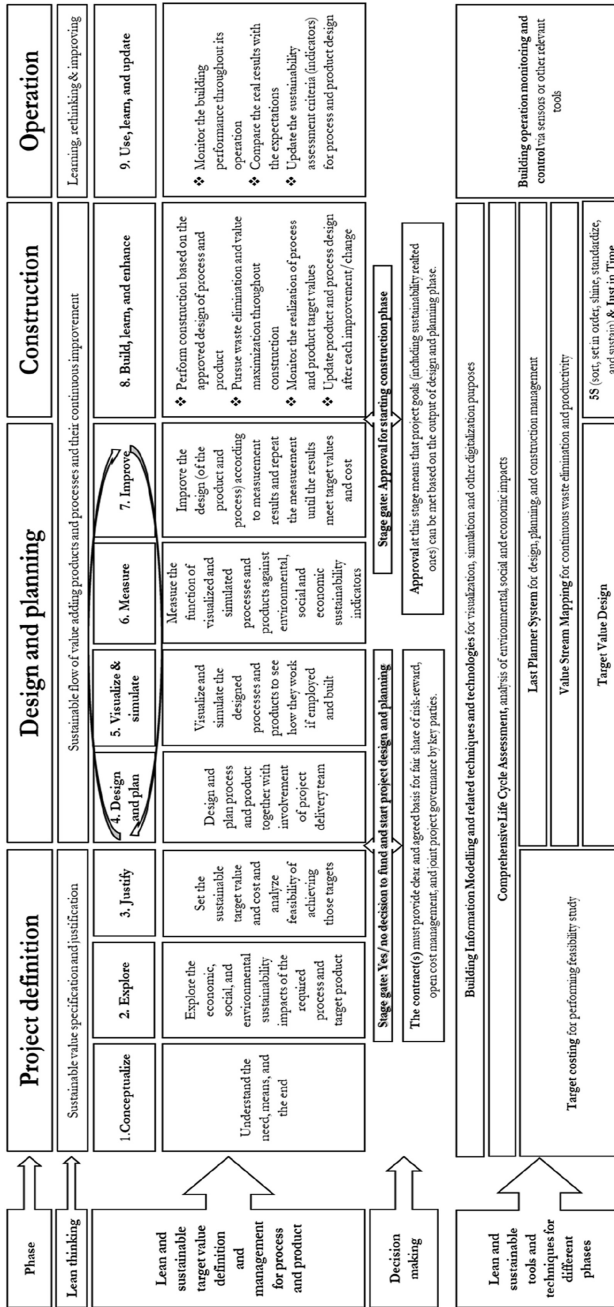 Phase
Project definition
Design and planning
Construction
Operation
Lean thinking
Sustainable value specification and justification
Sustainable flow of value adding products and processes and their continuous improvement
Learning, rethinking & improving
Lean and
sustainable
target value
definition
and
management
for process
and product
1.Conceptualize
2. Explore
3. Justify
4. Design
and plan
5. Visualize &
simulate
6. Measure
7. Improve
8. Build, learn, and enhance
9. Use, learn, and update
Understand the
need, means, and
the end
Explore the
economic,
social, and
environmental
sustainability
impacts of the
required
process and
target product
Set the
sustainable
target value
and cost and
analyze
feasibility of
achieving
those targets
Design and
plan process
and product
together with
involvement
of project
delivery team
Visualize and
simulate the
designed
processes and
products to see
how they work
if employed
and built
Measure the
function of
visualized and
simulated
processes and
products against
environmental,
social and
economic
sustainability
indicators
Improve the
design (of the
product and
process) according
to measurement
results and repeat
the measurement
until the results
meet target values
and cost
❖ Perform construction based on the
approved design of process and
product
❖ Pursue waste elimination and value
maximization throughout
construction
❖ Monitor the realization of process
and product target values
❖ Update product and process design
after each improvement/ change
❖ Monitor the building
performance throughout its
operation
❖ Compare the real results with
the expectations
❖ Update the sustainability
assessment criteria (indicators)
for process and product design
Decision
making
Stage gate: Yes/ no decision to fund and start project design and planning
The contract(s) must provide clear and agreed basis for fair share of risk-reward,
open cost management, and joint project governance by key parties.
Stage gate: Approval for starting construction phase
Approval at this stage means that project goals (including sustainability realted
ones) can be met based on the output of design and planning phase.
Lean and
sustainable
tools and
techniques for
different
phases
Building Information Modelling and related techniques and technologies for visualization, simulation and other digitalization purposes
Comprehensive Life Cycle Assessment, analysis of environmental, social and economic impacts
Target costing for performing feasibility study
Last Planner System for design, planning, and construction management
Value Stream Mapping for continuous waste elimination and productivity
Target Value Design
5S (sort, set in order, shine, standardize,
and sustain) & Just in Time
Building operation monitoring and
control via sensors or other relevant
tools